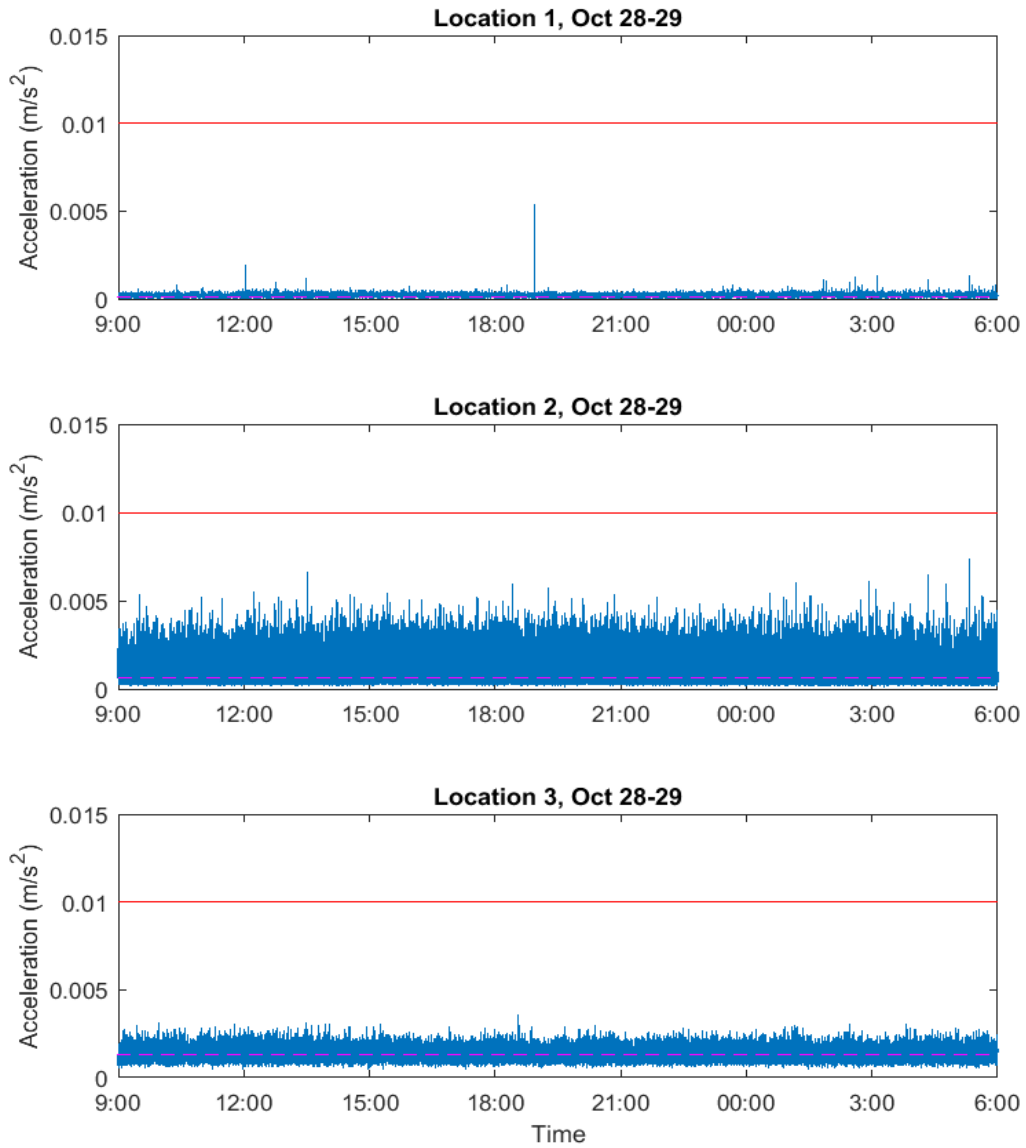 Location 1, Oct 28-29
Acceleration (m/s²)
0.015
0.01
0.005
0
9:00 12:00 15:00 18:00 21:00 00:00 3:00 6:00
Location 2, Oct 28-29
Acceleration (m/s²)
0.015
0.01
0.005
0
9:00 12:00 15:00 18:00 21:00 00:00 3:00 6:00
Location 3, Oct 28-29
Acceleration (m/s²)
0.015
0.01
0.005
0
9:00 12:00 15:00 18:00 21:00 00:00 3:00 6:00
Time